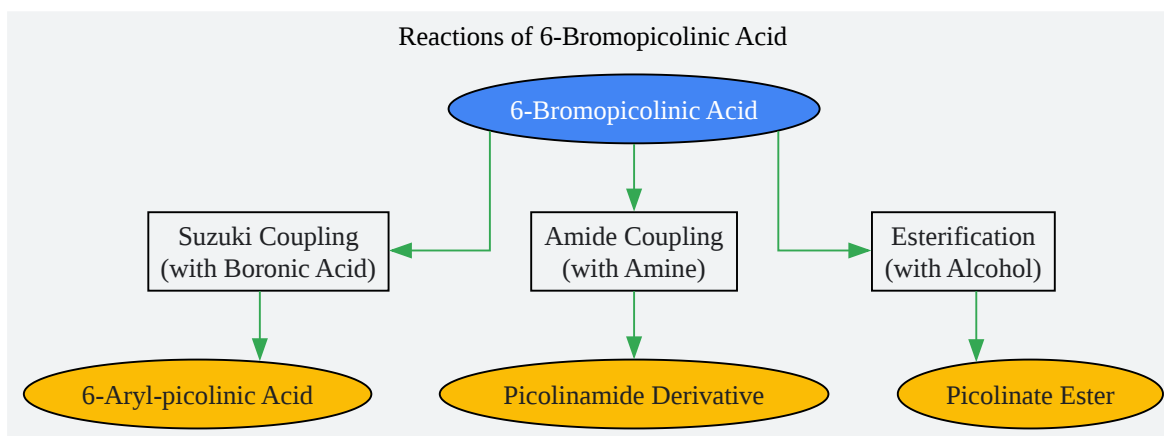 Reactions of 6-Bromopicolinic Acid
6-Bromopicolinic Acid
Suzuki Coupling
(with Boronic Acid)
Amide Coupling
(with Amine)
Esterification
(with Alcohol)
6-Aryl-picolinic Acid
Picolinamide Derivative
Picolinate Ester